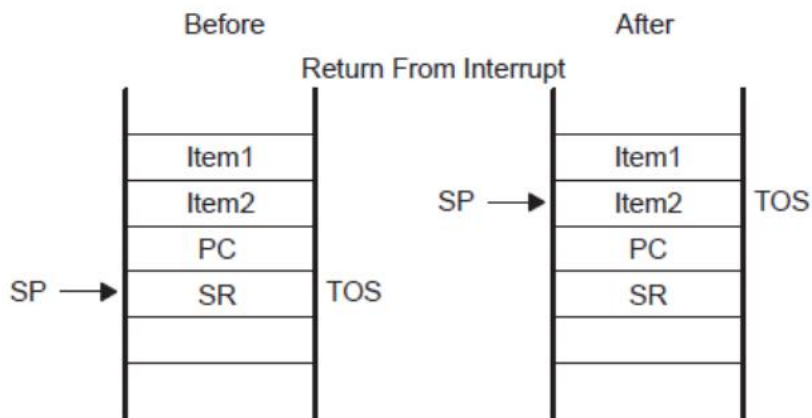 Before After
Return From Interrupt
Item1 Item1
SP Item2 Item2 TOS
PC PC
SP SR TOS SR